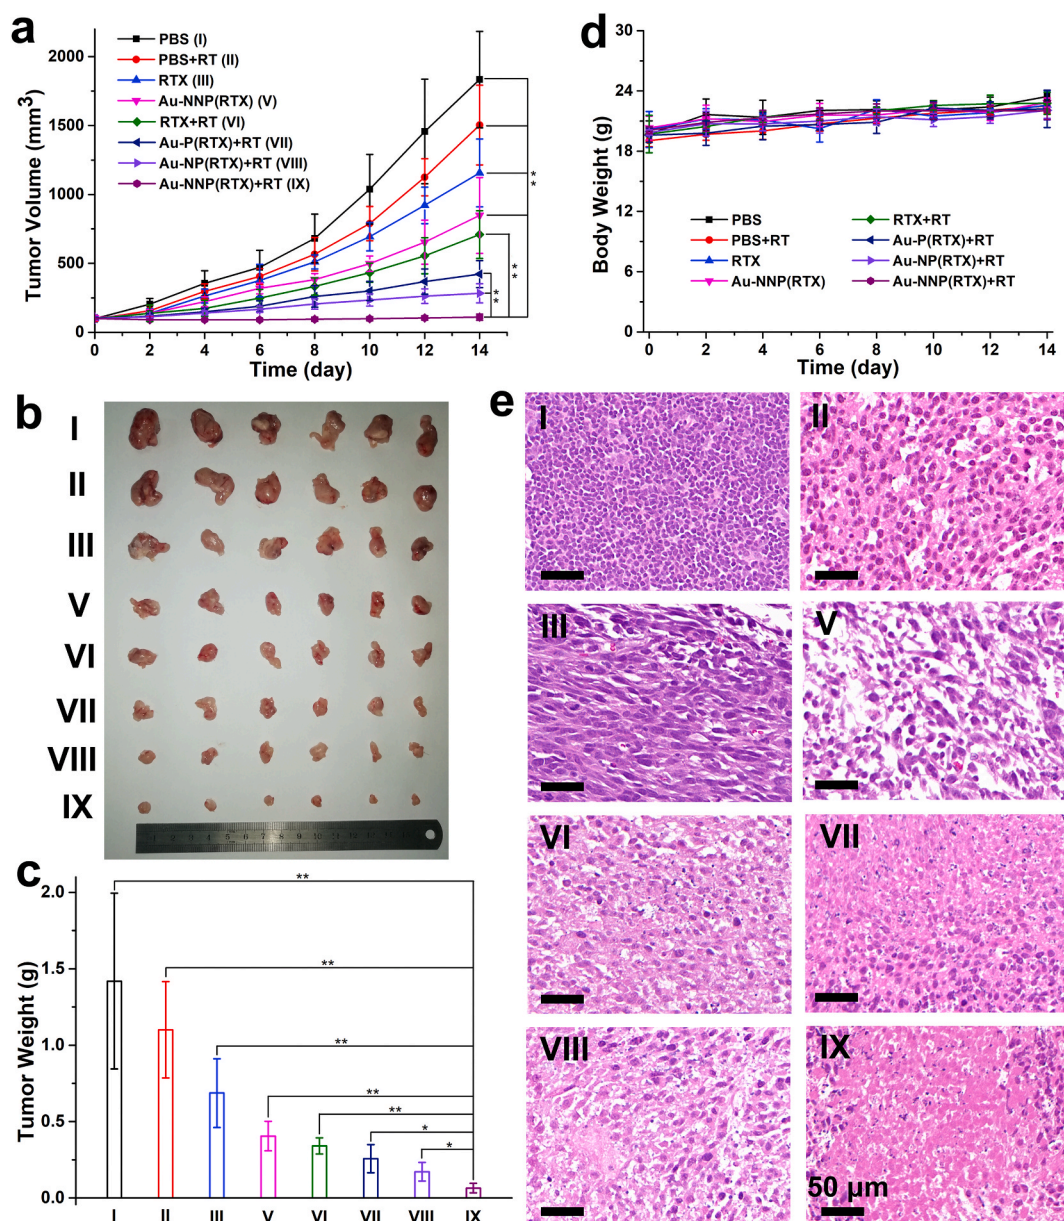 a
Tumor Volume (mm3)
2000
1500
1000
500
0
PBS (I)
PBS+RT (II)
RTX (III)
Au-NNP(RTX) (V)
RTX+RT (VI)
Au-P(RTX)+RT (VII)
Au-NP(RTX)+RT (VIII)
Au-NNP(RTX)+RT (IX)
**
**
**
0 2 4 6 8 10 12 14
Time (day)
d
Body Weight (g)
30
24
18
12
6
0
PBS
PBS+RT
RTX
Au-NNP(RTX)
RTX+RT
Au-P(RTX)+RT
Au-NP(RTX)+RT
Au-NNP(RTX)+RT
0 2 4 6 8 10 12 14
Time (day)
b
I
II
III
V
VI
VII
VIII
IX
c
Tumor Weight (g)
2.0
1.5
1.0
0.5
0.0
**
**
**
**
**
*
*
I II III V VI VII VIII IX
e
I
II
III
V
VI
VII
VIII
IX
50 μm